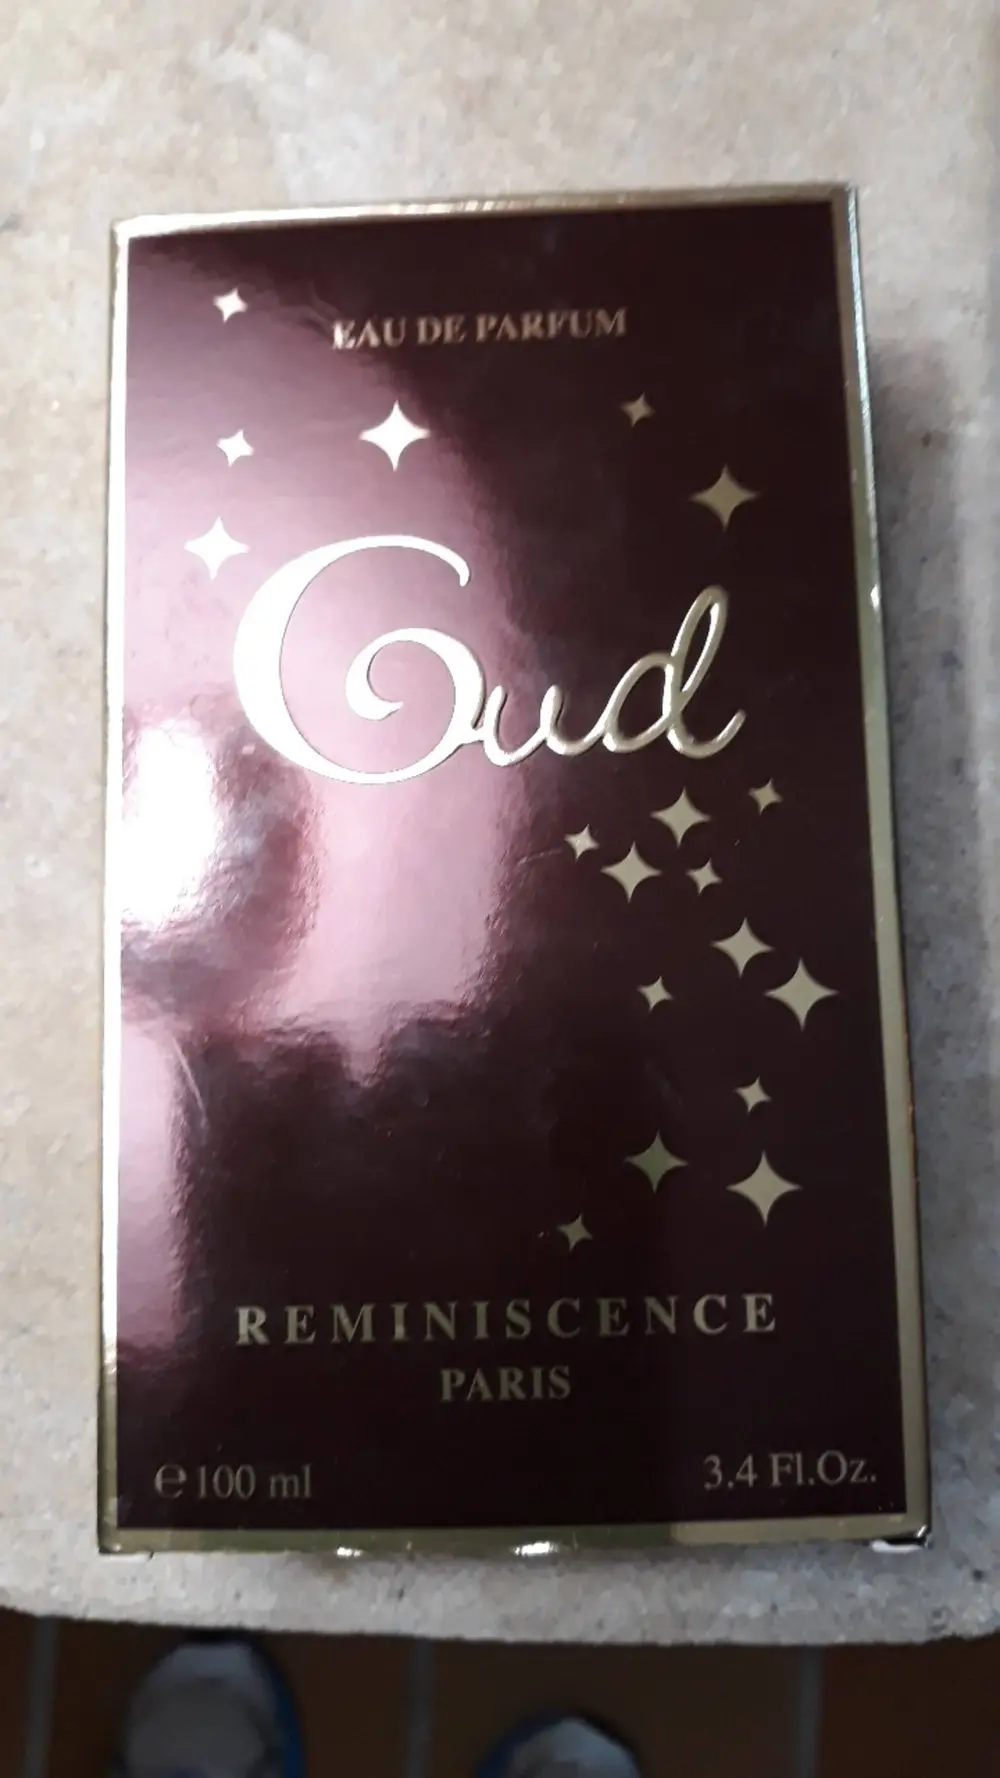 EAU DE PARFUM
Oud
REMINISCENCE
PARIS
℮100 ml
3.4 Fl.Oz.